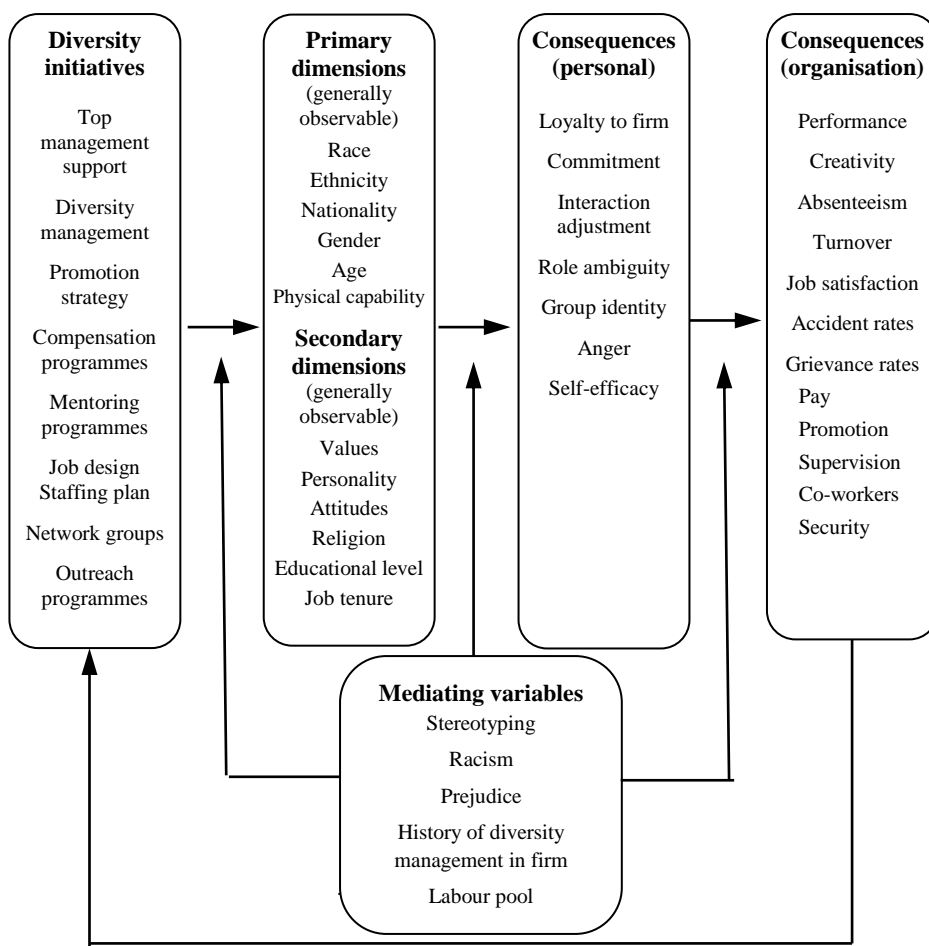 Diversity
initiatives
Top
management
support
Diversity
management
Promotion
strategy
Compensation
programmes
Mentoring
programmes
Job design
Staffing plan
Network groups
Outreach
programmes
Primary
dimensions
(generally
observable)
Race
Ethnicity
Nationality
Gender
Age
Physical capability
Secondary
dimensions
(generally
observable)
Values
Personality
Attitudes
Religion
Educational level
Job tenure
Consequences
(personal)
Loyalty to firm
Commitment
Interaction
adjustment
Role ambiguity
Group identity
Anger
Self-efficacy
Consequences
(organisation)
Performance
Creativity
Absenteeism
Turnover
Job satisfaction
Accident rates
Grievance rates
Pay
Promotion
Supervision
Co-workers
Security
Mediating variables
Stereotyping
Racism
Prejudice
History of diversity
management in firm
Labour pool